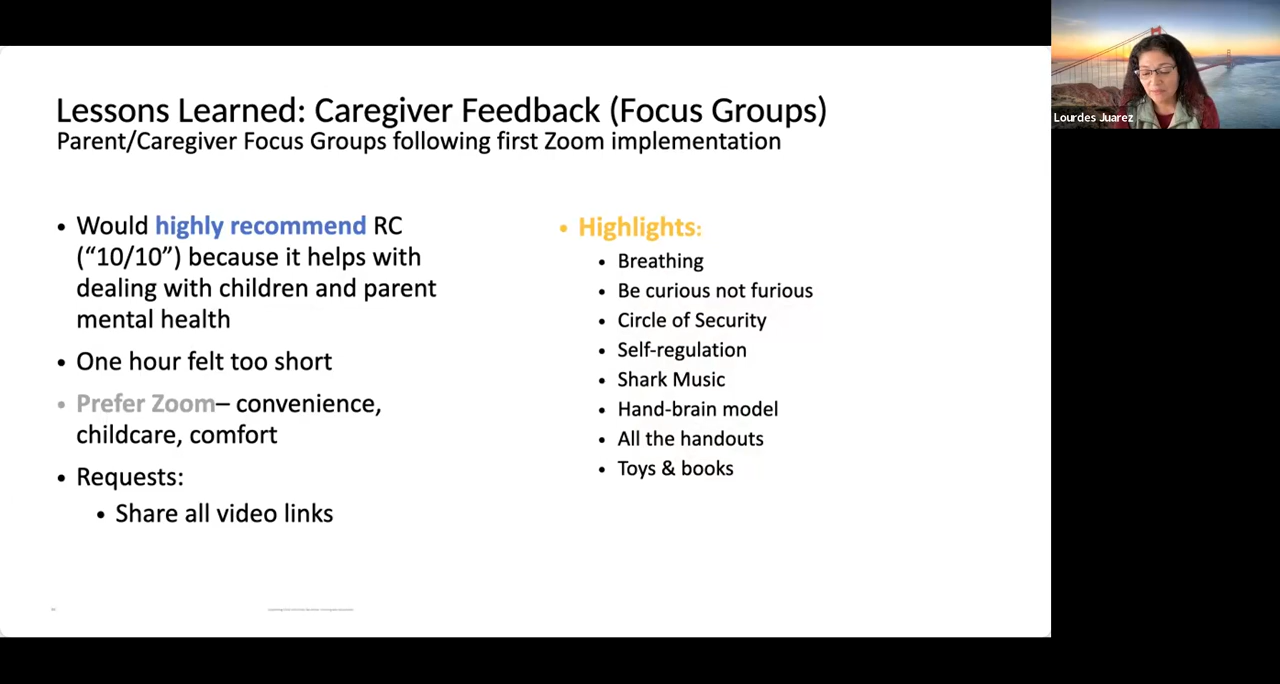 Lessons Learned: Caregiver Feedback (Focus Groups)
Parent/Caregiver Focus Groups following first Zoom implementation
• Would highly recommend RC
(“10/10”) because it helps with
dealing with children and parent
mental health
• One hour felt too short
• Prefer Zoom– convenience,
childcare, comfort
• Requests:
• Share all video links
• Highlights:
• Breathing
• Be curious not furious
• Circle of Security
• Self-regulation
• Shark Music
• Hand-brain model
• All the handouts
• Toys & books
Lourdes Juarez